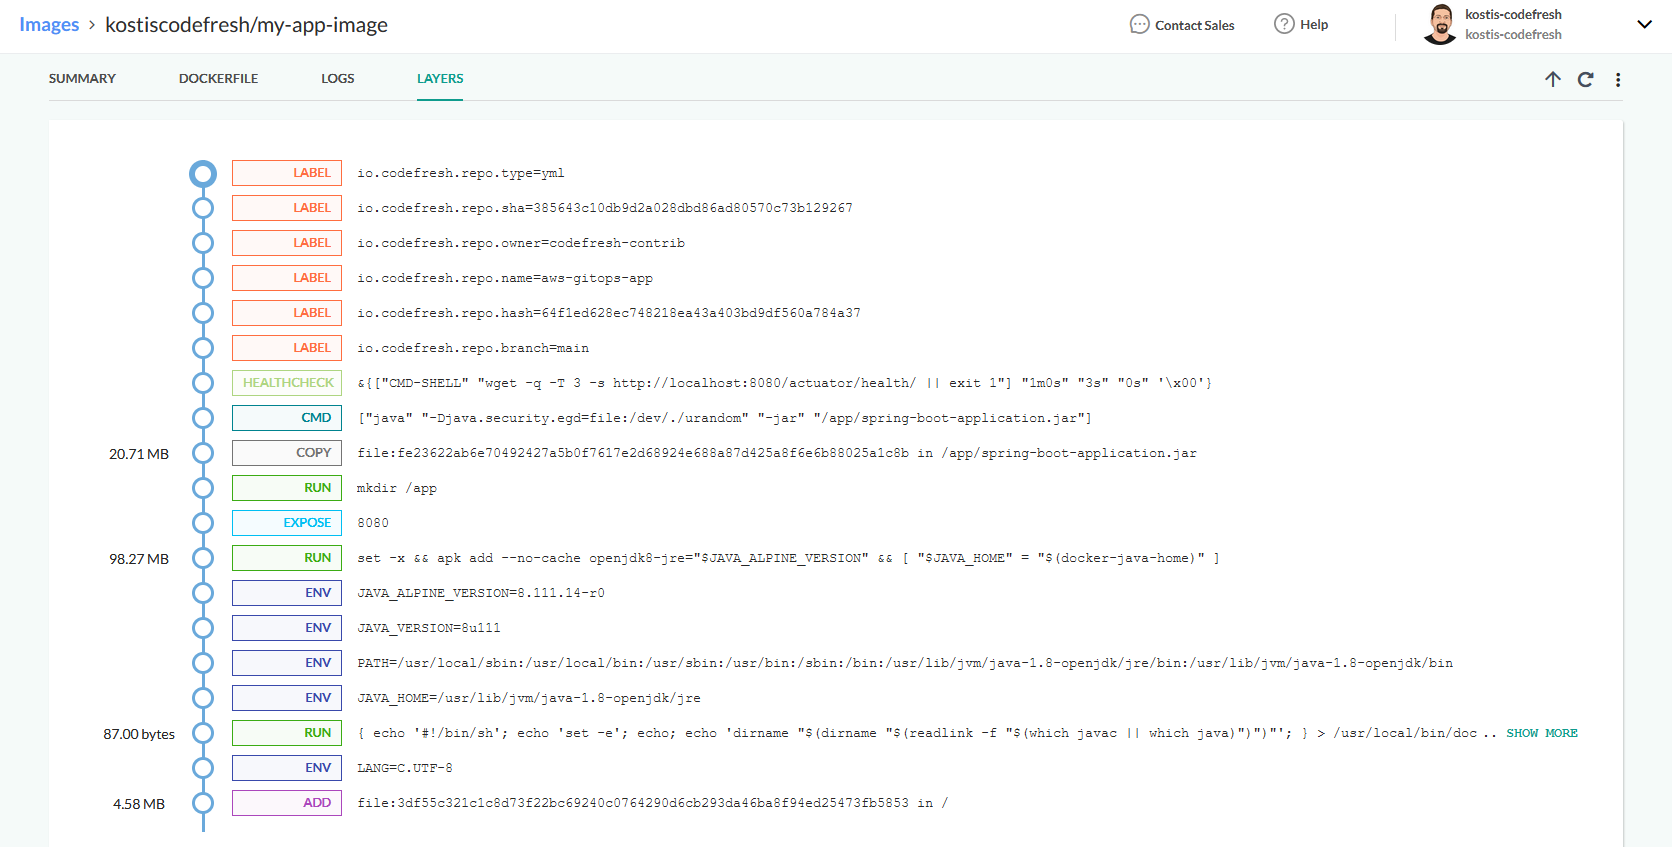 Images > kostiscodefresh/my-app-image
Contact Sales
Help
kostis-codefresh
kostis-codefresh
SUMMARY DOCKERFILE LOGS LAYERS
LABEL io.codefresh.repo.type=yml
LABEL io.codefresh.repo.sha=385643c10db9d2a028dbd86ad80570c73b129267
LABEL io.codefresh.repo.owner=codefresh-contrib
LABEL io.codefresh.repo.name=aws-gitops-app
LABEL io.codefresh.repo.hash=64f1ed628ec748218ea43a403bd9df560a784a37
LABEL io.codefresh.repo.branch=main
HEALTHCHECK &{["CMD-SHELL" "wget -q -T 3 -s http://localhost:8080/actuator/health/ || exit 1"] "1m0s" "3s" "0s" '\x00'}
CMD ["java" "-Djava.security.egd=file:/dev/./urandom" "-jar" "/app/spring-boot-application.jar"]
20.71 MB COPY file:fe23622ab6e70492427a5b0f7617e2d68924e688a87d425a8f6e6b88025a1c8b in /app/spring-boot-application.jar
RUN mkdir /app
EXPOSE 8080
98.27 MB RUN set -x && apk add --no-cache openjdk8-jre="$JAVA_ALPINE_VERSION" && [ "$JAVA_HOME" = "$(docker-java-home)" ]
ENV JAVA_ALPINE_VERSION=8.111.14-r0
ENV JAVA_VERSION=8u111
ENV PATH=/usr/local/sbin:/usr/local/bin:/usr/sbin:/usr/bin:/sbin:/bin:/usr/lib/jvm/java-1.8-openjdk/jre/bin:/usr/lib/jvm/java-1.8-openjdk/bin
ENV JAVA_HOME=/usr/lib/jvm/java-1.8-openjdk/jre
87.00 bytes RUN { echo '#!/bin/sh'; echo 'set -e'; echo; echo 'dirname "$(dirname "$(readlink -f "$(which javac || which java)")")"'; } > /usr/local/bin/doc .. SHOW MORE
ENV LANG=C.UTF-8
4.58 MB ADD file:3df55c321c1c8d73f22bc69240c0764290d6cb293da46ba8f94ed25473fb5853 in /